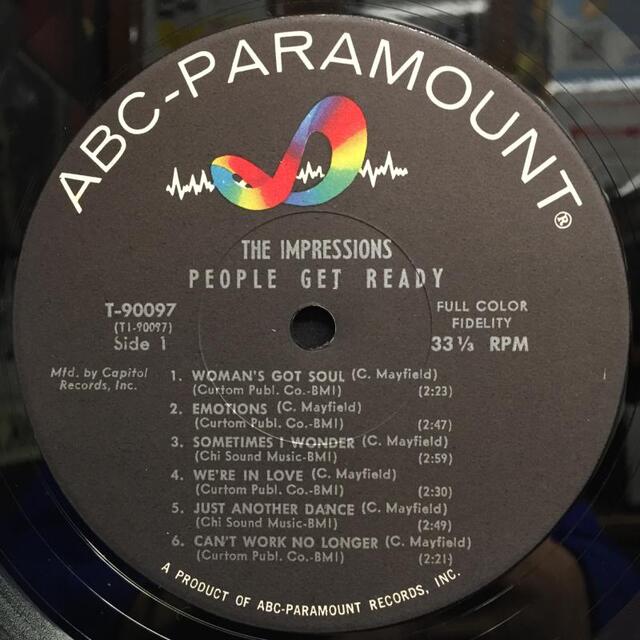 ABC-PARAMOUNT®
THE IMPRESSIONS
PEOPLE GET READY
T-90097
(T1-90097)
Side 1
FULL COLOR
FIDELITY
33 1/3 RPM
Mfd. by Capitol
Records, Inc.
1. WOMAN'S GOT SOUL (C. Mayfield)
(Curtom Publ. Co.-BMI) (2:23)
2. EMOTIONS (C. Mayfield)
(Curtom Publ. Co.-BMI) (2:47)
3. SOMETIMES I WONDER (C. Mayfield)
(Chi Sound Music-BMI) (2:59)
4. WE'RE IN LOVE (C. Mayfield)
(Curtom Publ. Co.-BMI) (2:30)
5. JUST ANOTHER DANCE (C. Mayfield)
(Chi Sound Music-BMI) (2:49)
6. CAN'T WORK NO LONGER (C. Mayfield)
(Curtom Publ. Co.-BMI) (2:21)
A PRODUCT OF ABC-PARAMOUNT RECORDS, INC.